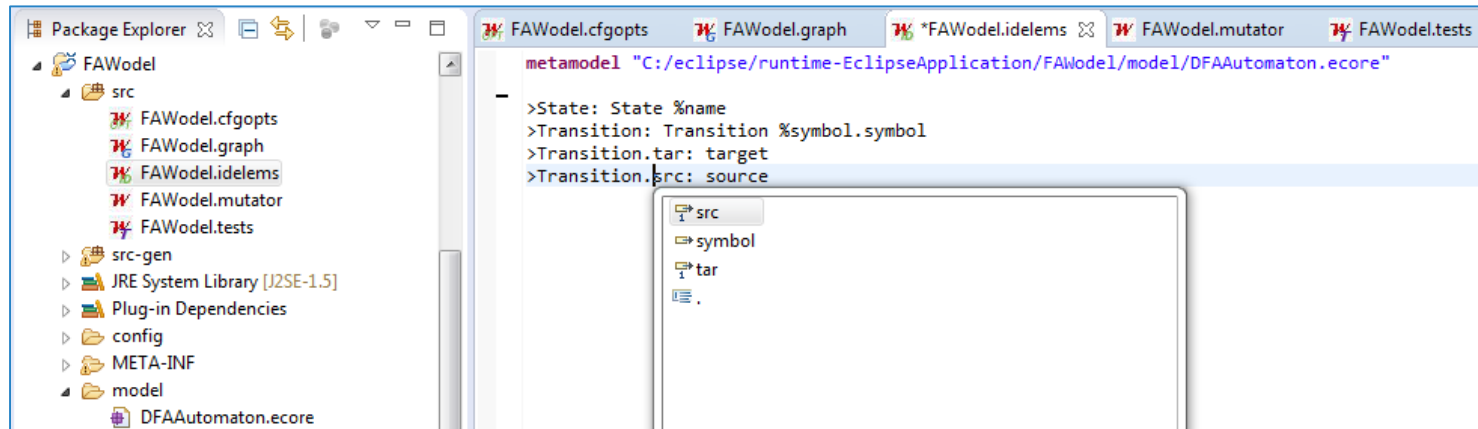 Package Explorer
FAWodel
src
FAWodel.cfgopts
FAWodel.graph
FAWodel.idelems
FAWodel.mutator
FAWodel.tests
src-gen
JRE System Library [J2SE-1.5]
Plug-in Dependencies
config
META-INF
model
DFAAutomaton.ecore
FAWodel.cfgopts FAWodel.graph *FAWodel.idelems FAWodel.mutator FAWodel.tests
metamodel "C:/eclipse/runtime-EclipseApplication/FAWodel/model/DFAAutomaton.ecore"
>State: State %name
>Transition: Transition %symbol.symbol
>Transition.tar: target
>Transition.src: source
src
symbol
tar
.